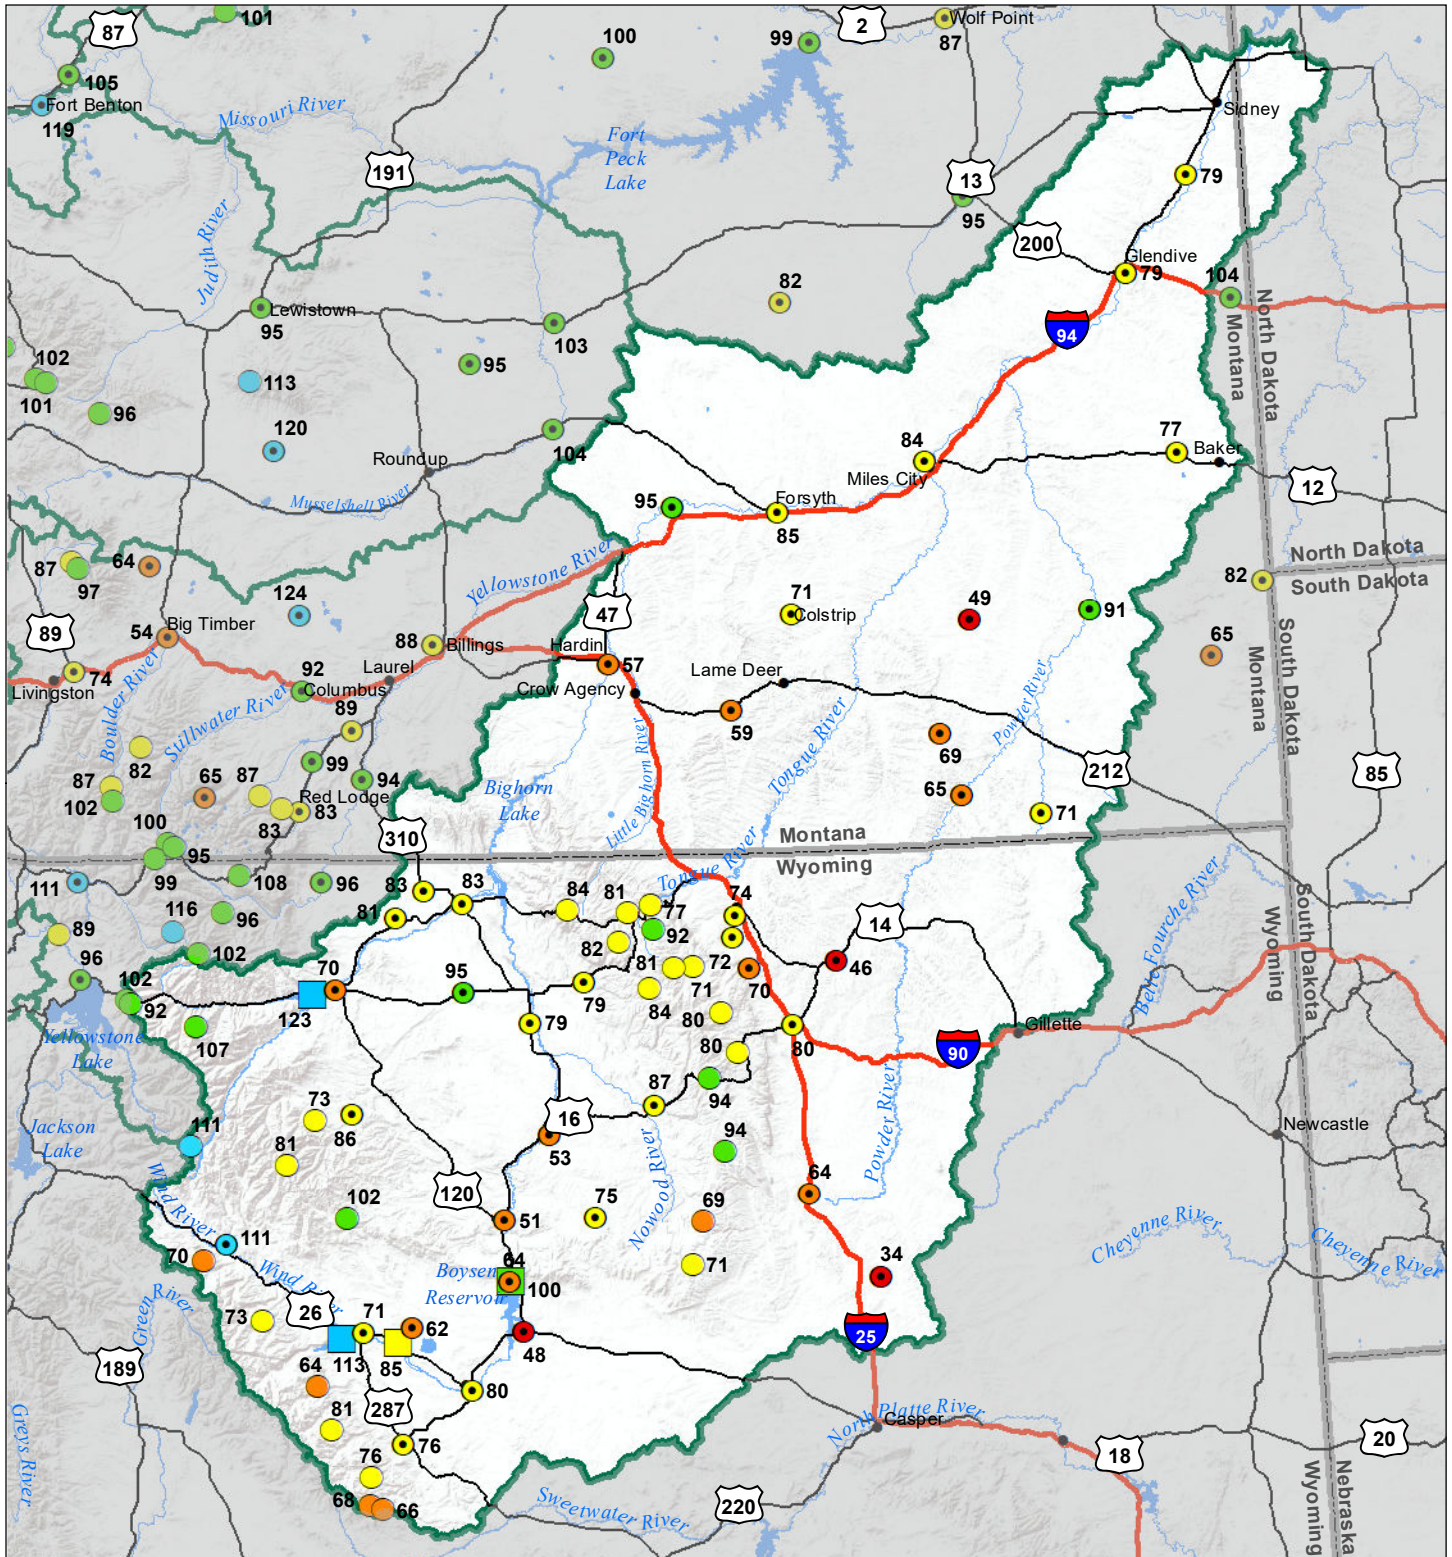 101
87
100
99
2
Wolf Point
87
105
Fort Benton
119
Missouri River
Fort
Peck
Lake
Sidney
191
13
79
95
200
Judith River
Glendive
79
104
82
Lewistown
95
103
94
North Dakota
Montana
102
101
113
95
96
120
104
84
77
Baker
Roundup
Miles City
Musselshell River
95
Forsyth
85
12
87
97
64
Yellowstone River
North Dakota
South Dakota
82
124
47
71
Colstrip
49
91
89
54
Big Timber
88
Billings
Hardin
57
65
74
Livingston
92
Columbus
Laurel
Crow Agency
Lame Deer
South Dakota
Montana
Boulder River
Stillwater River
89
59
69
Powder River
82
99
Little Bighorn River
Tongue River
212
85
87
102
65
87
94
Red Lodge
83
83
Bighorn
Lake
65
71
100
95
99
310
Montana
Wyoming
111
108
96
83
83
84
81
77
Tongue River
74
116
96
81
82
92
14
Belle Fourche River
South Dakota
Wyoming
89
102
96
102
92
70
123
95
79
81
72
71
84
70
46
107
79
80
80
Gillette
Yellowstone
Lake
80
90
73
86
87
94
16
Jackson
Lake
111
81
53
94
Powder River
Newcastle
Wind River
102
120
51
75
Nowood River
69
64
111
70
Cheyenne River
Cheyenne River
Wind River
Boysen
Reservoir
64
100
71
34
Green River
73
26
71
62
113
85
48
25
189
64
80
287
81
76
76
North Platte River
Casper
18
20
Greys River
68
66
Sweetwater River
220
Wyoming
Nebraska